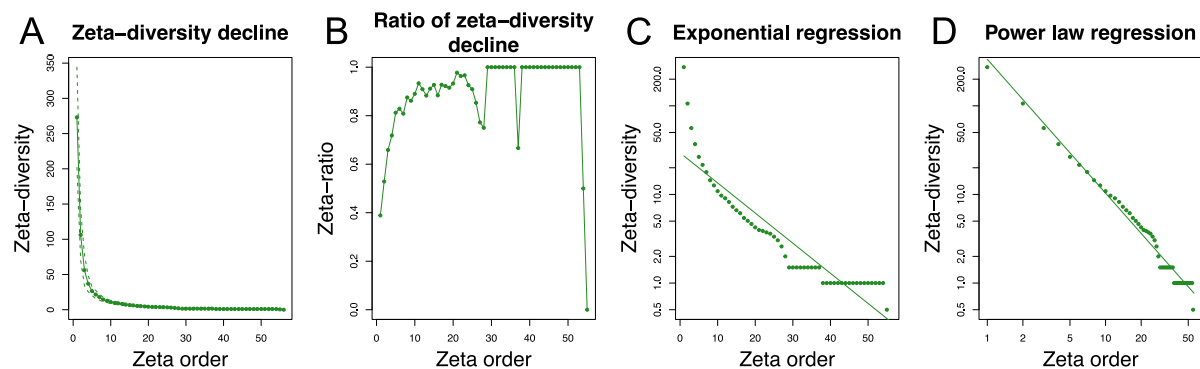 A Zeta−diversity decline
Zeta−diversity
350
300
250
200
150
100
50
0
0 10 20 30 40 50
Zeta order
B Ratio of zeta−diversity
decline
Zeta−ratio
1.0
0.8
0.6
0.4
0.2
0.0
0 10 20 30 40 50
Zeta order
C Exponential regression
Zeta−diversity
200.0
50.0
10.0
5.0
2.0
1.0
0.5
0 10 20 30 40 50
Zeta order
D Power law regression
Zeta−diversity
200.0
50.0
10.0
5.0
2.0
1.0
0.5
1 2 5 10 20 50
Zeta order